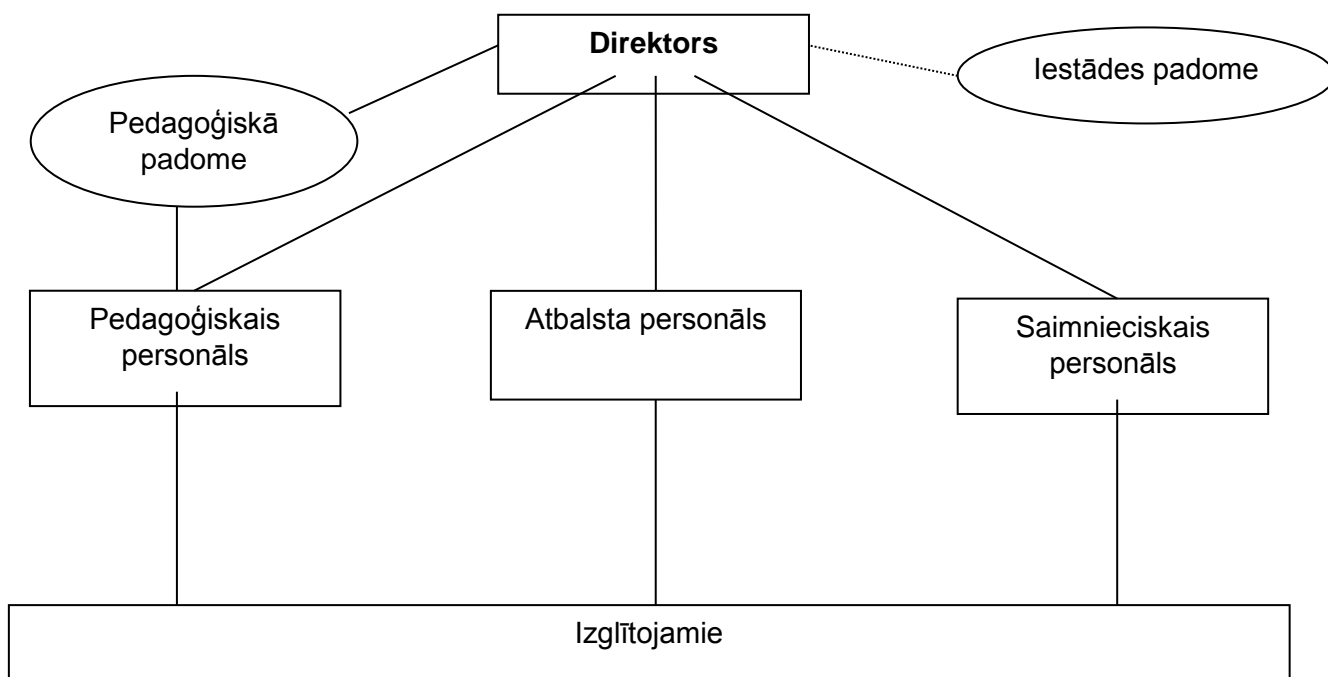 Direktors
Iestādes padome
Pedagoģiskā
padome
Pedagoģiskais
personāls
Atbalsta personāls
Saimnieciskais
personāls
Izglītojamie